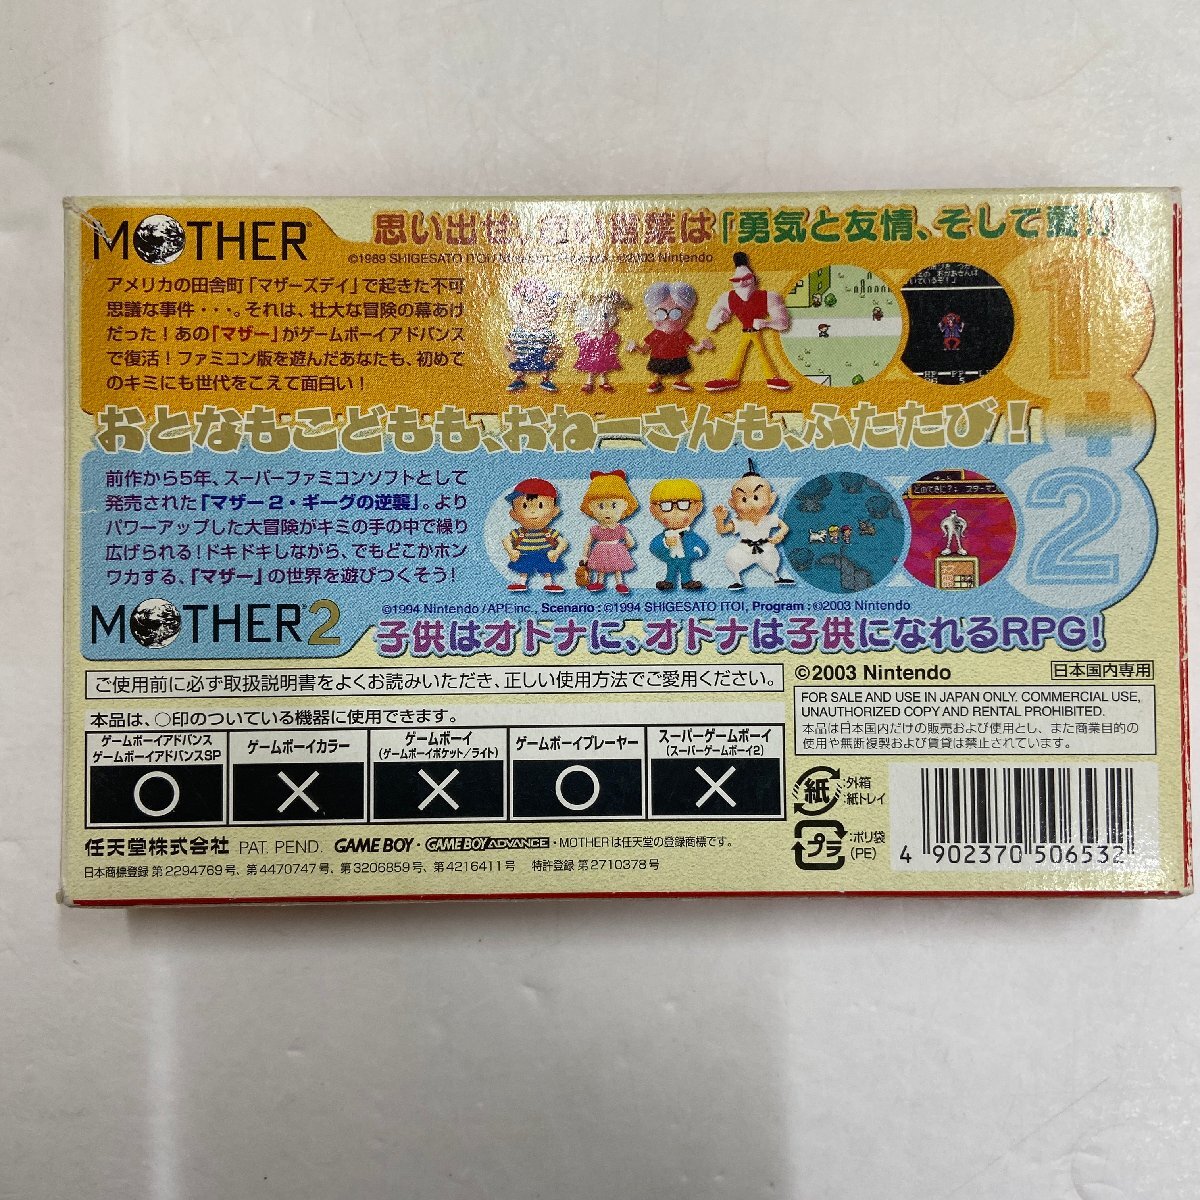 MOTHER
思い出せ、
言葉は「勇気と友情、そして愛!」
©1989 SHIGESATO ITOI / ©2003 Nintendo
アメリカの田舎町「マザーズデイ」で起きた不可
思議な事件・・・。それは、壮大な冒険の幕あけ
だった!あの「マザー」がゲームボーイアドバンス
で復活!ファミコン版を遊んだあなたも、初めて
のキミにも世代をこえて面白い!
1+2
おとなもこどもも、おねーさんも、ふたたび!
前作から5年、スーパーファミコンソフトとして
発売された「マザー2・ギーグの逆襲」。より
パワーアップした大冒険がキミの手の中で繰り
広げられる!ドキドキしながら、でもどこかホン
ワカする、「マザー」の世界を遊びつくそう!
MOTHER2
©1994 Nintendo/APE inc., Scenario:©1994 SHIGESATO ITOI, Program:©2003 Nintendo
子供はオトナに、オトナは子供になれるRPG!
ご使用前に必ず取扱説明書をよくお読みいただき、正しい使用方法でご愛用ください。
©2003 Nintendo
日本国内専用
FOR SALE AND USE IN JAPAN ONLY. COMMERCIAL USE,
UNAUTHORIZED COPY AND RENTAL PROHIBITED.
本品は日本国内だけの販売および使用とし、また商業目的の
使用や無断複製および賃貸は禁止されています。
本品は、○印のついている機器に使用できます。
ゲームボーイアドバンス
ゲームボーイアドバンスSP
ゲームボーイカラー
ゲームボーイ
(ゲームボーイポケット/ライト)
ゲームボーイプレーヤー
スーパーゲームボーイ
(スーパーゲームボーイ2)
○
×
×
○
×
紙
:外箱
:紙トレイ
プラ
:ポリ袋
(PE)
4 902370 506532
任天堂株式会社 PAT. PEND. GAME BOY・GAME BOY ADVANCE・MOTHERは任天堂の登録商標です。
日本商標登録 第2294769号、第4470747号、第3206859号、第4216411号 特許登録 第2710378号